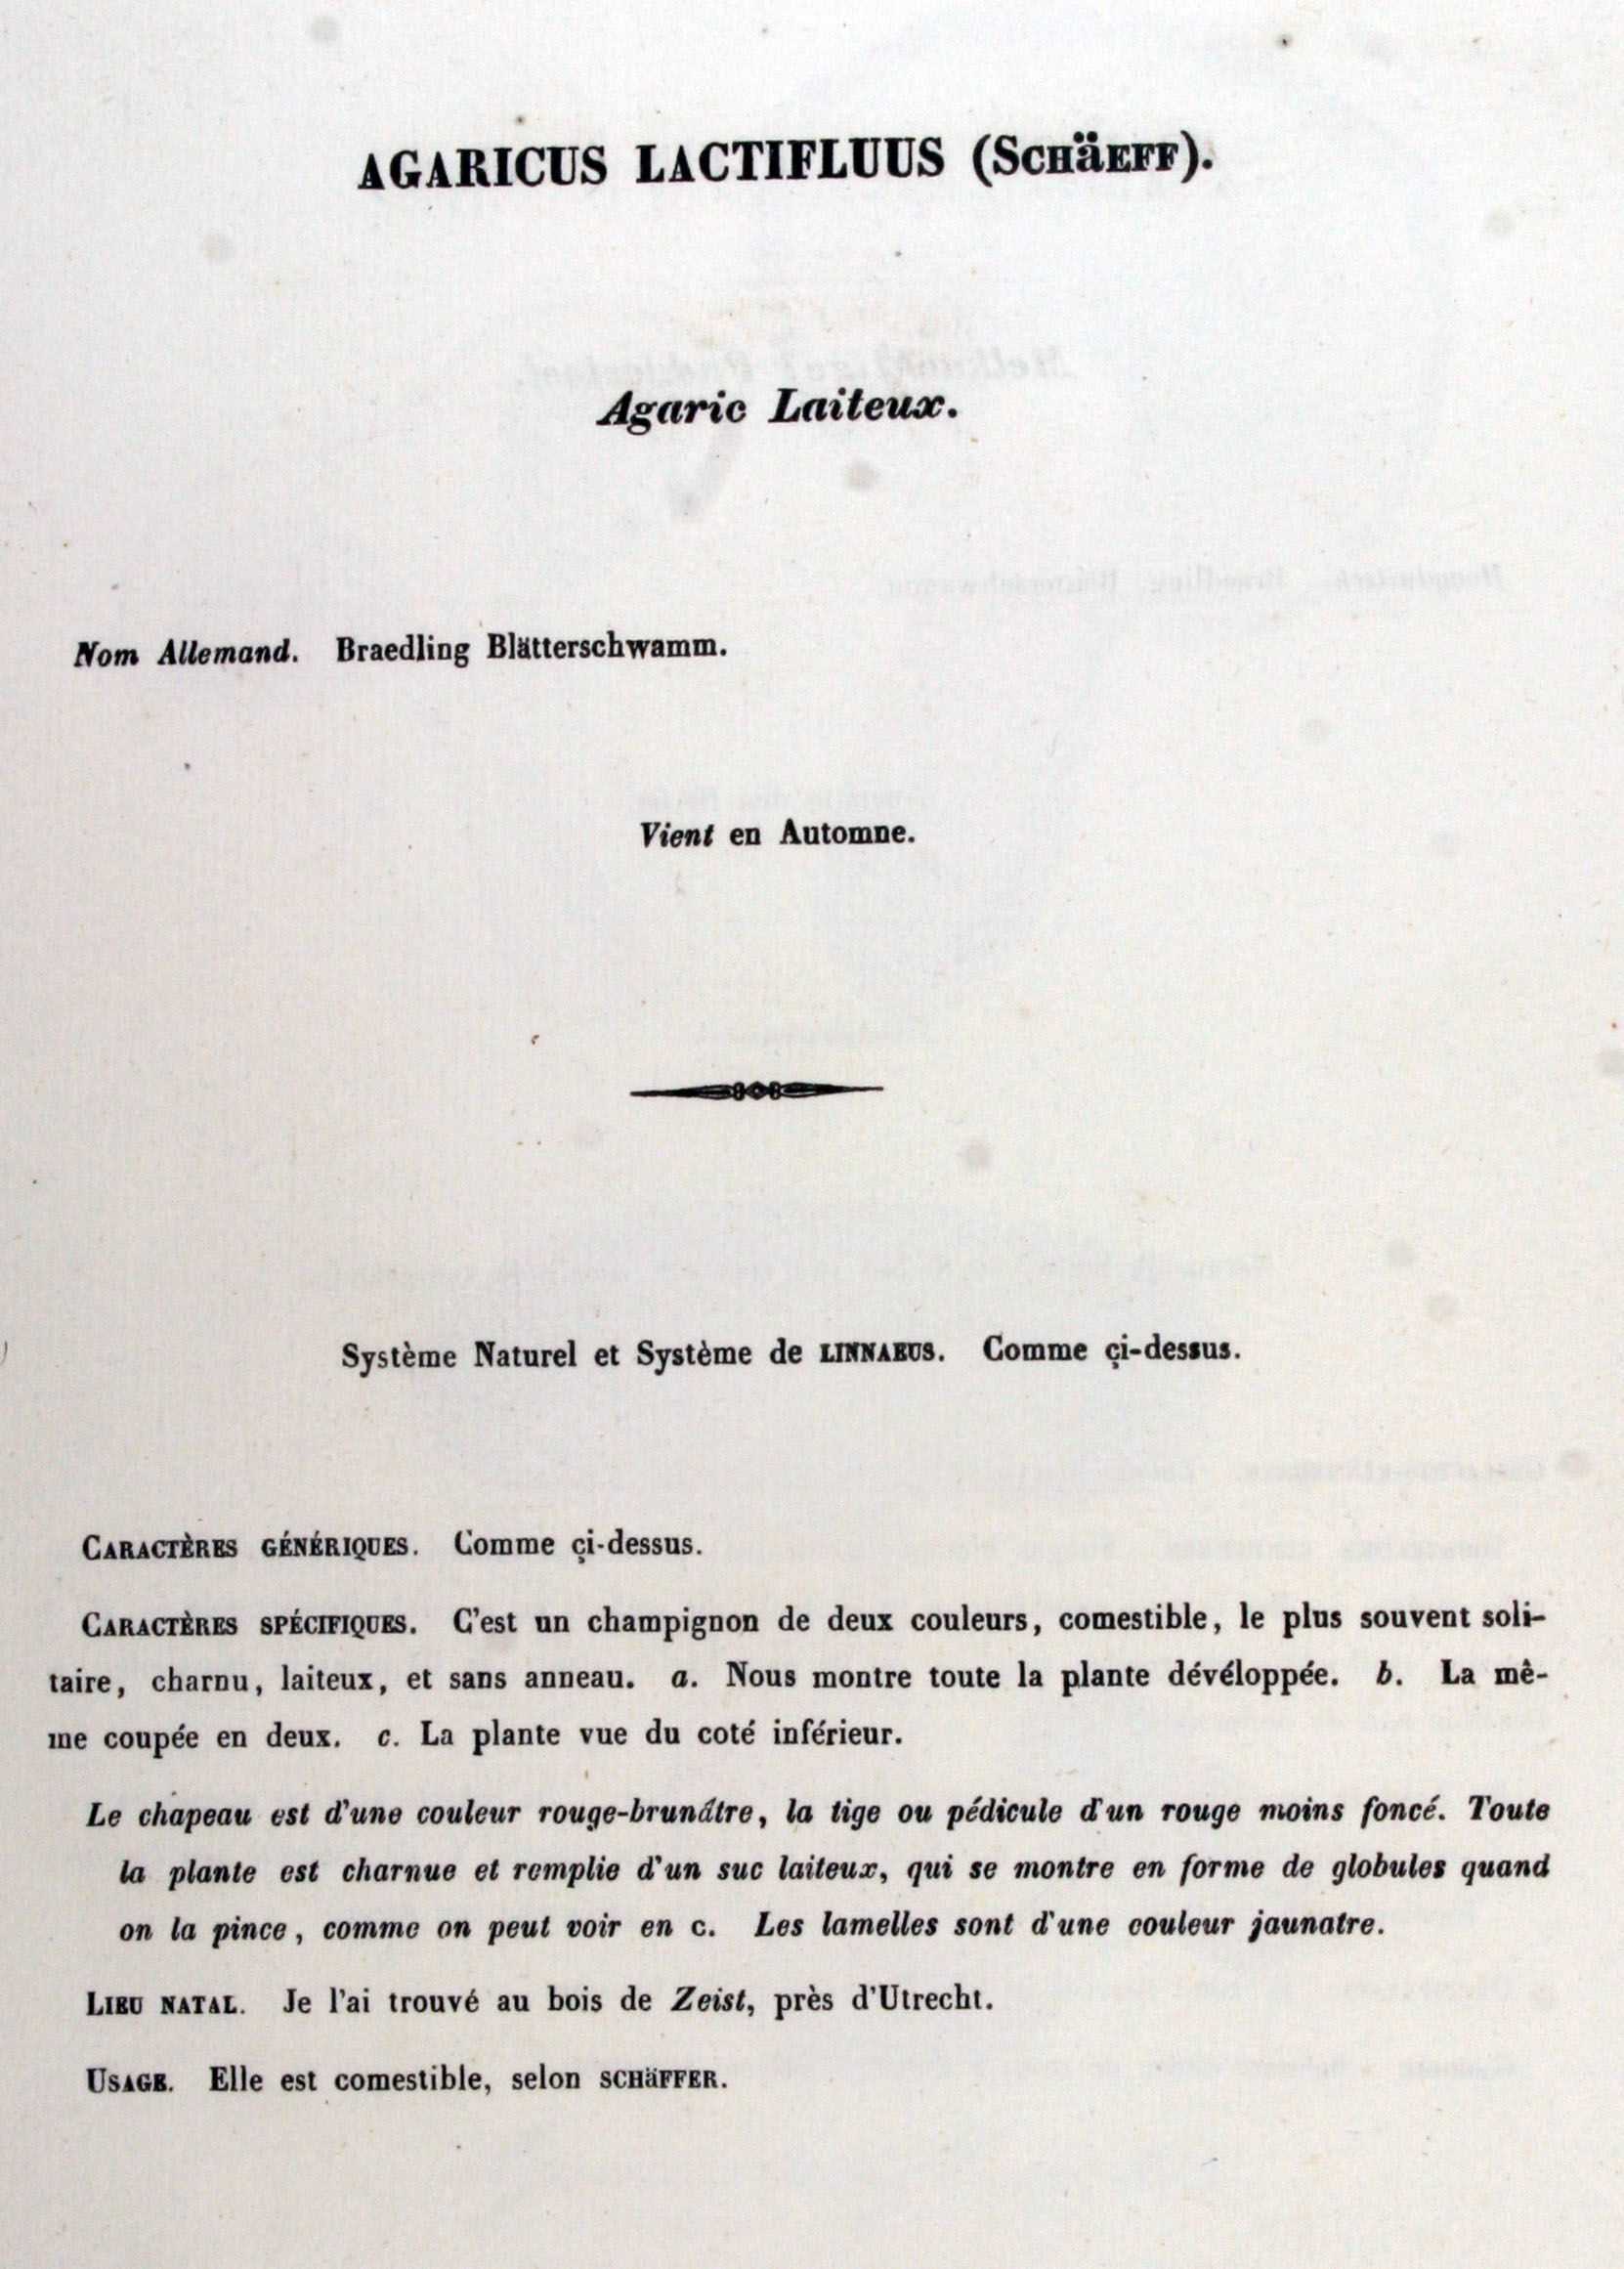 AGARICUS LACTIFLUUS (Schäeff).
Agaric Laiteux.
Nom Allemand. Braedling Blätterschwamm.
Vient en Automne.
Système Naturel et Système de LINNAEUS. Comme çi-dessus.
CARACTÈRES GÉNÉRIQUES. Comme çi-dessus.
CARACTÈRES SPÉCIFIQUES. C'est un champignon de deux couleurs, comestible, le plus souvent soli-
taire, charnu, laiteux, et sans anneau. a. Nous montre toute la plante dévéloppée. b. La mê-
me coupée en deux. c. La plante vue du coté inférieur.
Le chapeau est d'une couleur rouge-brunâtre, la tige ou pédicule d'un rouge moins foncé. Toute
la plante est charnue et remplie d'un suc laiteux, qui se montre en forme de globules quand
on la pince, comme on peut voir en c. Les lamelles sont d'une couleur jaunatre.
LIEU NATAL. Je l'ai trouvé au bois de Zeist, près d'Utrecht.
USAGE. Elle est comestible, selon SCHÄFFER.